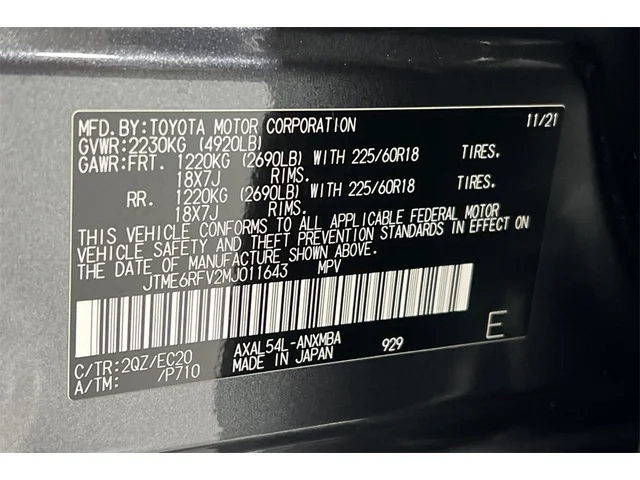 MFD.BY:TOYOTA MOTOR CORPORATION 11/21
GVWR:2230KG (4920LB)
GAWR:FRT. 1220KG (2690LB) WITH 225/60R18 TIRES.
18X7J RIMS.
RR. 1220KG (2690LB) WITH 225/60R18 TIRES.
18X7J RIMS.
THIS VEHICLE CONFORMS TO ALL APPLICABLE FEDERAL MOTOR
VEHICLE SAFETY AND THEFT PREVENTION STANDARDS IN EFFECT ON
THE DATE OF MANUFACTURE SHOWN ABOVE.
JTME6RFV2MJ011643 MPV
C/TR:2QZ/EC20 AXAL54L-ANXMBA 929 E
A/TM: /P710 MADE IN JAPAN